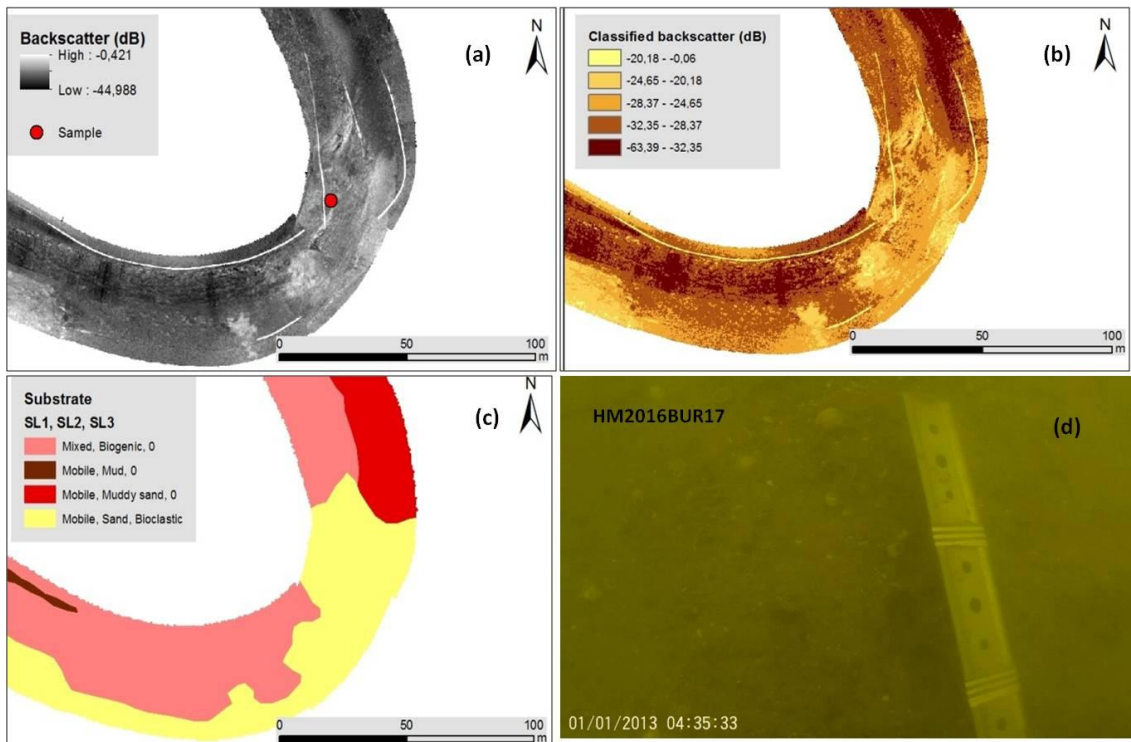 Backscatter (dB)
High : -0,421
Low : -44,988
Sample
(a)
N
0 50 100
m
Classified backscatter (dB)
-20,18 - -0,06
-24,65 - -20,18
-28,37 - -24,65
-32,35 - -28,37
-63,39 - -32,35
(b)
N
0 50 100
m
Substrate
SL1, SL2, SL3
Mixed, Biogenic, 0
Mobile, Mud, 0
Mobile, Muddy sand, 0
Mobile, Sand, Bioclastic
(c)
N
0 50 100
m
HM2016BUR17
(d)
01/01/2013 04:35:33